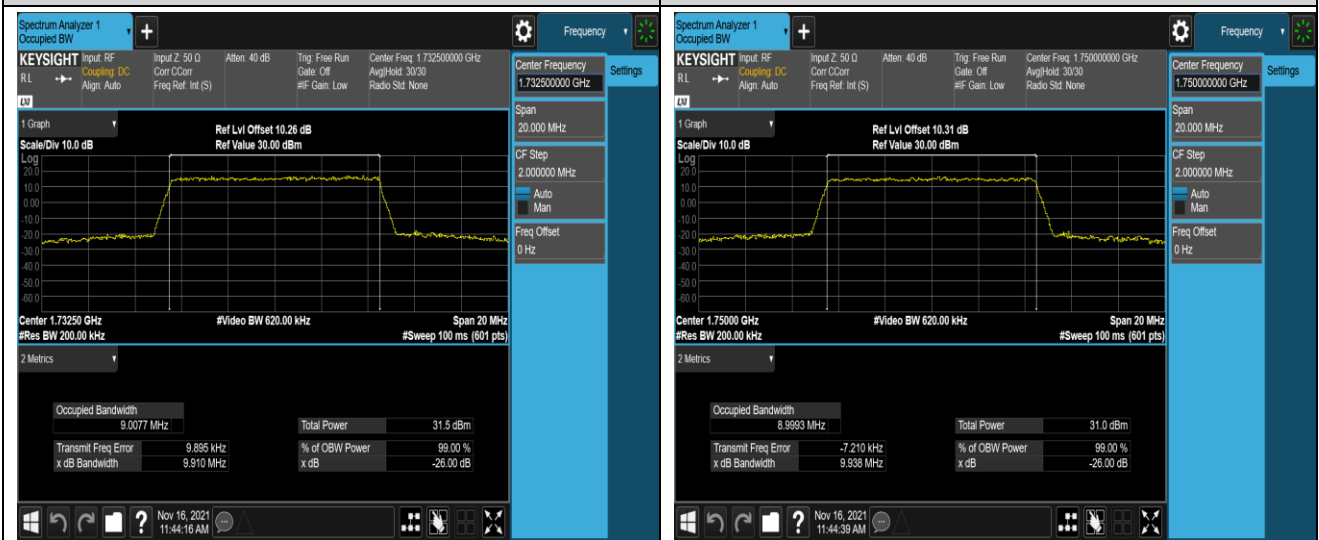 Spectrum Analyzer 1
Occupied BW
+
Frequency
KEYSIGHT
RL
LXI
Input: RF
Coupling: DC
Align: Auto
Input Z: 50 Ω
Corr CCorr
Freq Ref: Int (S)
Atten: 40 dB
Trig: Free Run
Gate: Off
#IF Gain: Low
Center Freq: 1.732500000 GHz
Avg|Hold: 30/30
Radio Std: None
Center Frequency
1.732500000 GHz
Settings
Span
20.000 MHz
CF Step
2.000000 MHz
Auto
Man
Freq Offset
0 Hz
1 Graph
Ref Lvl Offset 10.26 dB
Scale/Div 10.0 dB
Ref Value 30.00 dBm
Log
20.0
10.0
0.00
-10.0
-20.0
-30.0
-40.0
-50.0
-60.0
Center 1.73250 GHz
#Video BW 620.00 kHz
Span 20 MHz
#Res BW 200.00 kHz
#Sweep 100 ms (601 pts)
2 Metrics
Occupied Bandwidth
9.0077 MHz
Total Power 31.5 dBm
Transmit Freq Error 9.895 kHz
% of OBW Power 99.00 %
x dB Bandwidth 9.910 MHz
x dB -26.00 dB
?
Nov 16, 2021
11:44:16 AM
Spectrum Analyzer 1
Occupied BW
+
Frequency
KEYSIGHT
RL
LXI
Input: RF
Coupling: DC
Align: Auto
Input Z: 50 Ω
Corr CCorr
Freq Ref: Int (S)
Atten: 40 dB
Trig: Free Run
Gate: Off
#IF Gain: Low
Center Freq: 1.750000000 GHz
Avg|Hold: 30/30
Radio Std: None
Center Frequency
1.750000000 GHz
Settings
Span
20.000 MHz
CF Step
2.000000 MHz
Auto
Man
Freq Offset
0 Hz
1 Graph
Ref Lvl Offset 10.31 dB
Scale/Div 10.0 dB
Ref Value 30.00 dBm
Log
20.0
10.0
0.00
-10.0
-20.0
-30.0
-40.0
-50.0
-60.0
Center 1.75000 GHz
#Video BW 620.00 kHz
Span 20 MHz
#Res BW 200.00 kHz
#Sweep 100 ms (601 pts)
2 Metrics
Occupied Bandwidth
8.9993 MHz
Total Power 31.0 dBm
Transmit Freq Error -7.210 kHz
% of OBW Power 99.00 %
x dB Bandwidth 9.938 MHz
x dB -26.00 dB
?
Nov 16, 2021
11:44:39 AM